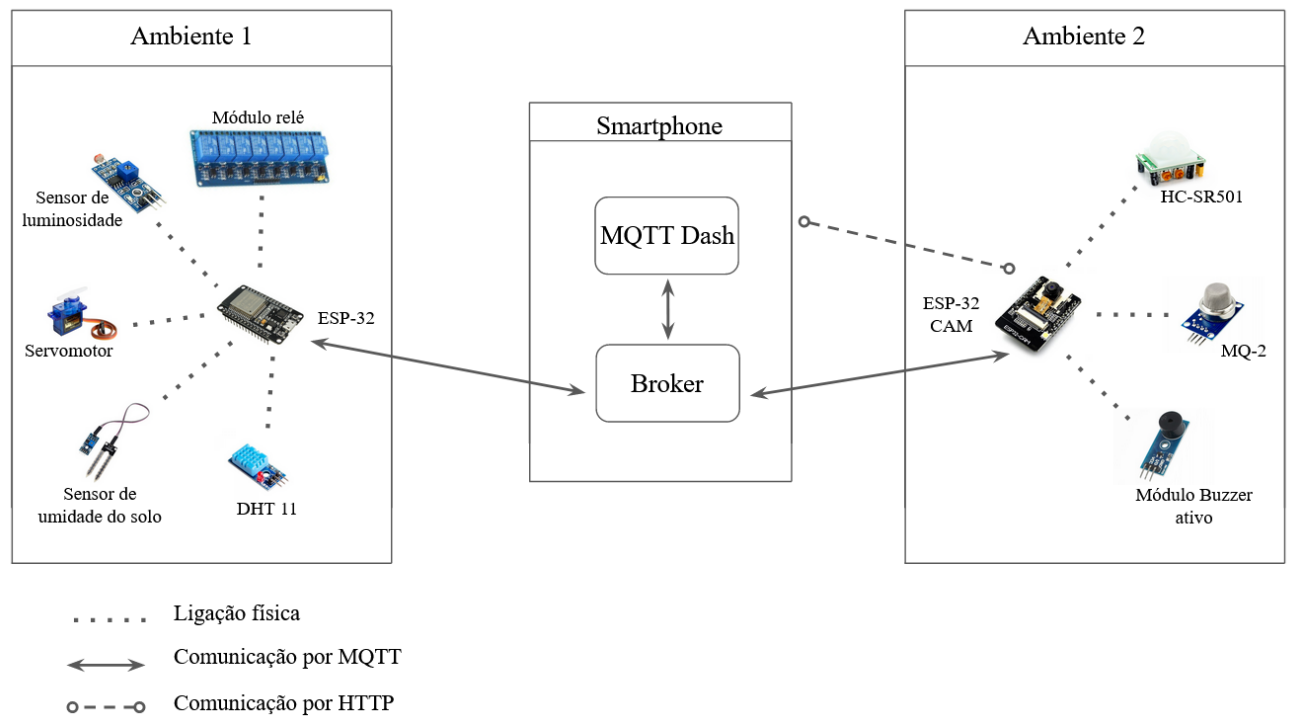 Ambiente 1
Módulo relé
Sensor de
luminosidade
Servomotor
ESP-32
Sensor de
umidade do solo
DHT 11
Smartphone
MQTT Dash
Broker
Ambiente 2
HC-SR501
ESP-32
CAM
MQ-2
Módulo Buzzer
ativo
Ligação física
Comunicação por MQTT
Comunicação por HTTP